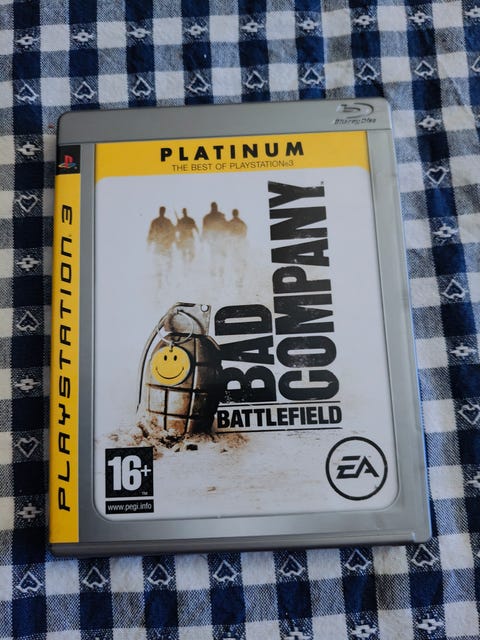 Blu-ray Disc
PLATINUM
THE BEST OF PLAYSTATION®3
PLAYSTATION 3
BAD
COMPANY
BATTLEFIELD
16+
www.pegi.info
EA